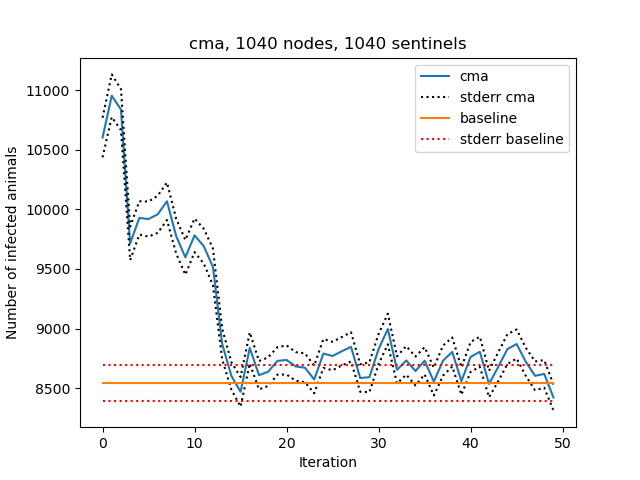 cma, 1040 nodes, 1040 sentinels
cma
stderr cma
baseline
stderr baseline
Number of infected animals
11000
10500
10000
9500
9000
8500
0 10 20 30 40 50
Iteration